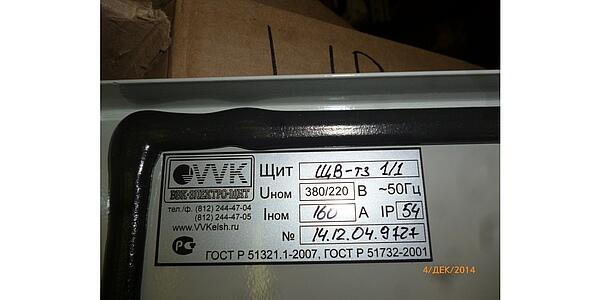 VVK
ВВК-ЭЛЕКТРО-ЩИТ
тел./ф. (812) 244-47-04
(812) 244-47-05
www.VVKelsh.ru
Щит ЩВ-тз 1/1
Uном 380/220 В ~50Гц
Iном 160 А IP 54
№ 14.12.04.9727
ГОСТ Р 51321.1-2007, ГОСТ Р 51732-2001
4/ДЕК/2014